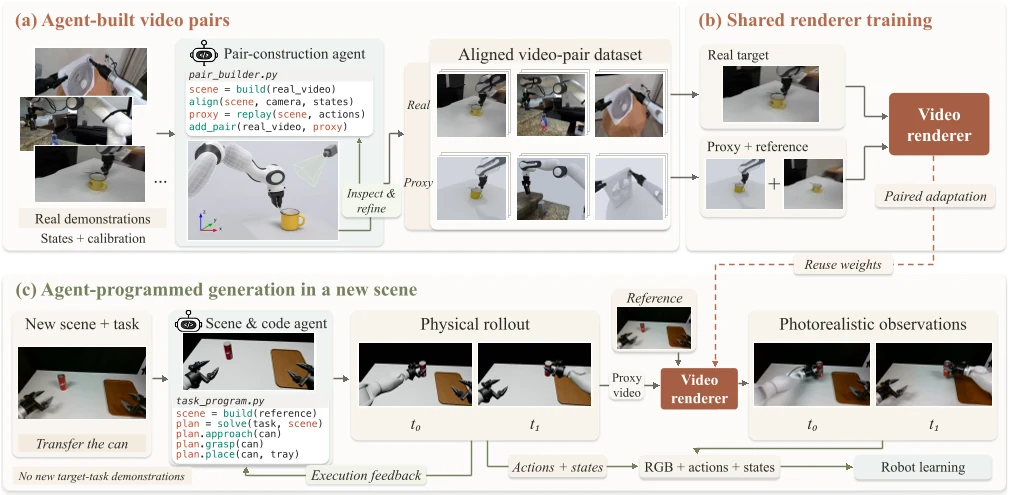 (a) Agent-built video pairs
Real demonstrations
States + calibration
...
Pair-construction agent
pair_builder.py
scene = build(real_video)
align(scene, camera, states)
proxy = replay(scene, actions)
add_pair(real_video, proxy)
Inspect &
refine
Aligned video-pair dataset
Real
Proxy
(b) Shared renderer training
Real target
Proxy + reference
+
Video
renderer
Paired adaptation
Reuse weights
(c) Agent-programmed generation in a new scene
New scene + task
Transfer the can
No new target-task demonstrations
Scene & code agent
task_program.py
scene = build(reference)
plan = solve(task, scene)
plan.approach(can)
plan.grasp(can)
plan.place(can, tray)
Physical rollout
t0
t1
Execution feedback
Reference
Proxy
video
Video
renderer
Photorealistic observations
t0
t1
Actions + states
RGB + actions + states
Robot learning